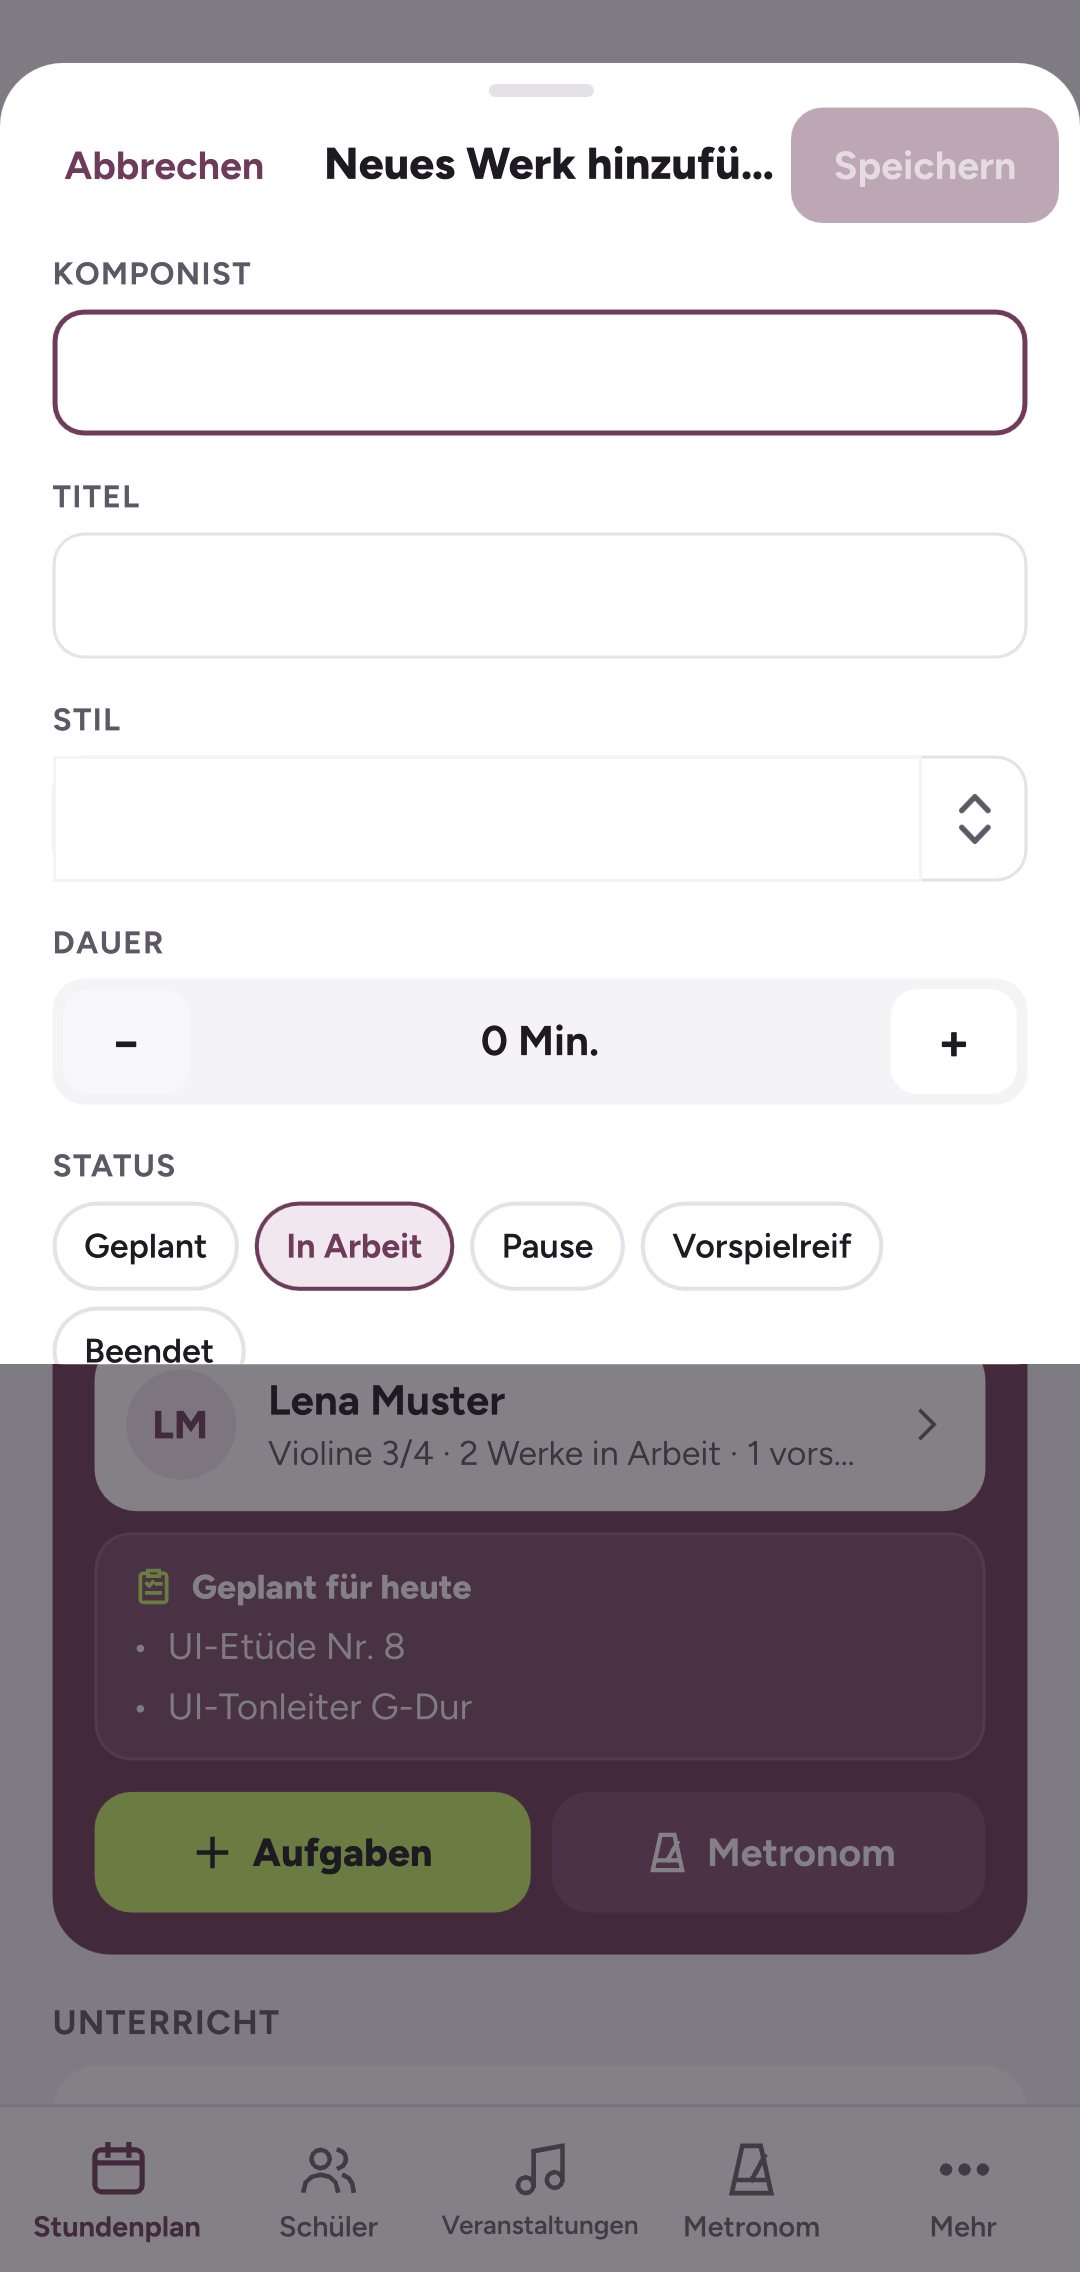 Abbrechen
Neues Werk hinzufü...
Speichern
KOMPONIST
TITEL
STIL
DAUER
− 0 Min. +
STATUS
Geplant
In Arbeit
Pause
Vorspielreif
Beendet
LM
Lena Muster
Violine 3/4 · 2 Werke in Arbeit · 1 vors...
Geplant für heute
• UI-Etüde Nr. 8
• UI-Tonleiter G-Dur
+ Aufgaben
Metronom
UNTERRICHT
Stundenplan
Schüler
Veranstaltungen
Metronom
Mehr